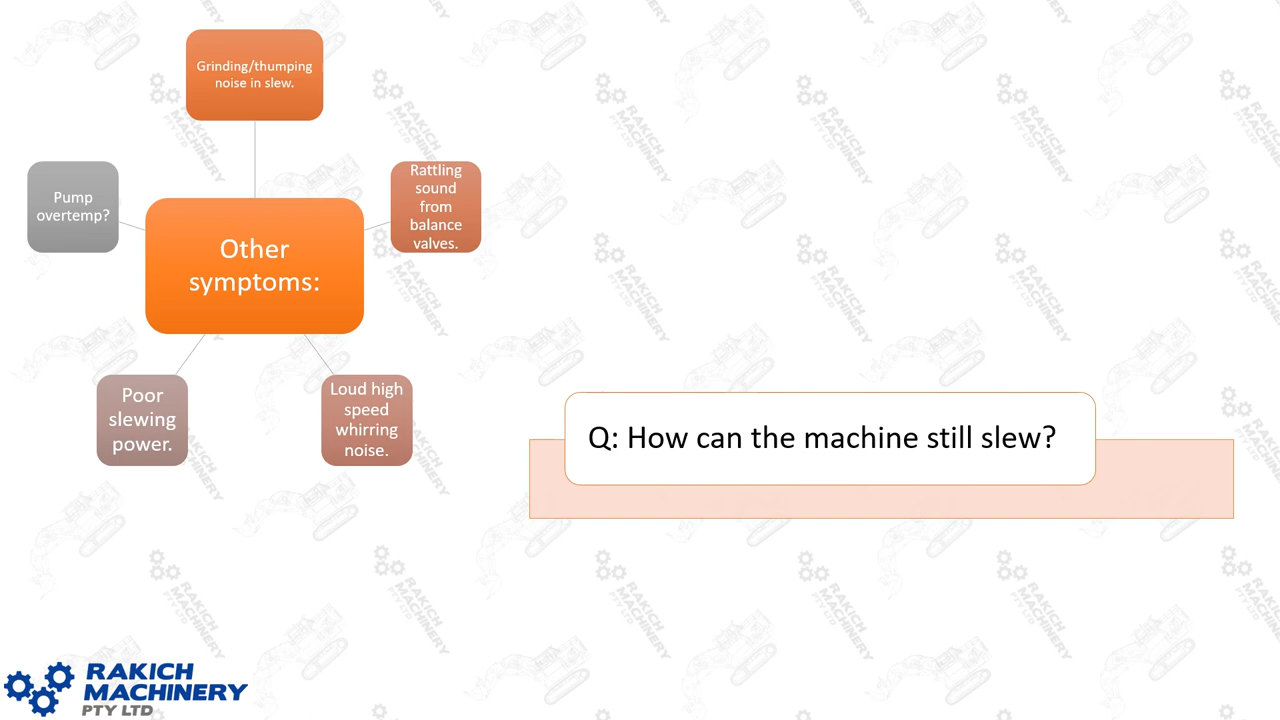 Grinding/thumping
noise in slew.
Pump
overtemp?
Rattling
sound
from
balance
valves.
Other
symptoms:
Poor
slewing
power.
Loud high
speed
whirring
noise.
Q: How can the machine still slew?
RAKICH
MACHINERY
PTY LTD